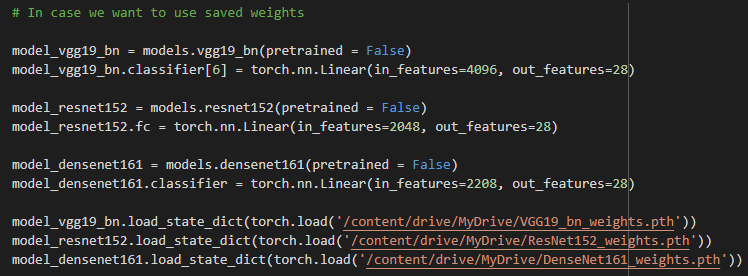 # In case we want to use saved weights
model_vgg19_bn = models.vgg19_bn(pretrained = False)
model_vgg19_bn.classifier[6] = torch.nn.Linear(in_features=4096, out_features=28)
model_resnet152 = models.resnet152(pretrained = False)
model_resnet152.fc = torch.nn.Linear(in_features=2048, out_features=28)
model_densenet161 = models.densenet161(pretrained = False)
model_densenet161.classifier = torch.nn.Linear(in_features=2208, out_features=28)
model_vgg19_bn.load_state_dict(torch.load('/content/drive/MyDrive/VGG19_bn_weights.pth'))
model_resnet152.load_state_dict(torch.load('/content/drive/MyDrive/ResNet152_weights.pth'))
model_densenet161.load_state_dict(torch.load('/content/drive/MyDrive/DenseNet161_weights.pth'))